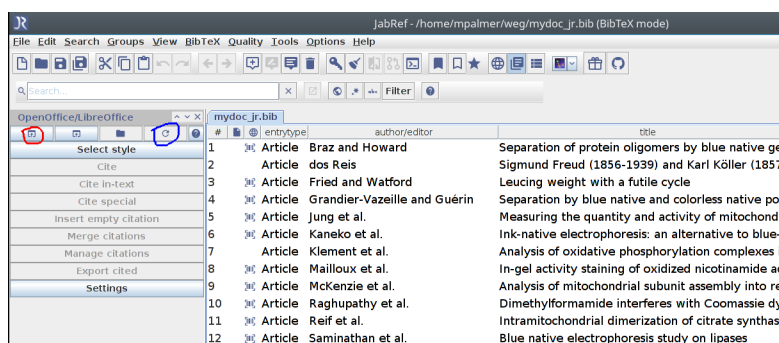 JabRef - /home/mpalmer/weg/mydoc_jr.bib (BibTeX mode)
File Edit Search Groups View BibTeX Quality Tools Options Help
Search... Filter
OpenOffice/LibreOffice mydoc_jr.bib
# entrytype author/editor title
Select style
Cite
Cite in-text
Cite special
Insert empty citation
Merge citations
Manage citations
Export cited
Settings
1 Article Braz and Howard Separation of protein oligomers by blue native ge
2 Article dos Reis Sigmund Freud (1856-1939) and Karl Köller (1857
3 Article Fried and Watford Leucing weight with a futile cycle
4 Article Grandier-Vazeille and Guérin Separation by blue native and colorless native po
5 Article Jung et al. Measuring the quantity and activity of mitochond
6 Article Kaneko et al. Ink-native electrophoresis: an alternative to blue-
7 Article Klement et al. Analysis of oxidative phosphorylation complexes
8 Article Mailloux et al. In-gel activity staining of oxidized nicotinamide a
9 Article McKenzie et al. Analysis of mitochondrial subunit assembly into re
10 Article Raghupathy et al. Dimethylformamide interferes with Coomassie dy
11 Article Reif et al. Intramitochondrial dimerization of citrate synthas
12 Article Saminathan et al. Blue native electrophoresis study on lipases